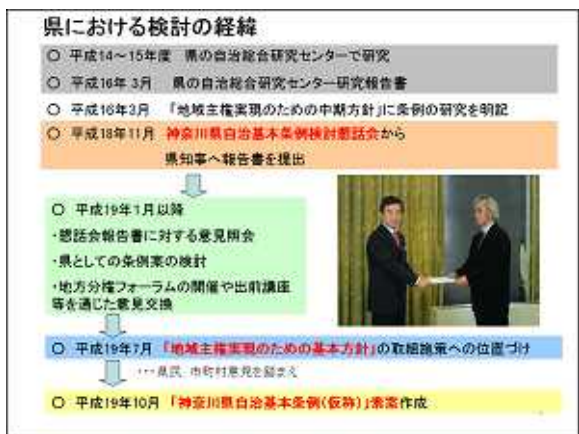 県における検討の経緯
○ 平成14～15年度 県の自治総合研究センターで研究
○ 平成16年3月 県の自治総合研究センター研究報告書
○ 平成16年3月 「地域主権実現のための中期方針」に条例の研究を明記
○ 平成18年11月 神奈川県自治基本条例検討懇話会から
県知事へ報告書を提出
○ 平成19年1月以降
・懇話会報告書に対する意見照会
・県としての条例案の検討
・地方分権フォーラムの開催や出前講座
等を通じた意見交換
○ 平成19年7月 「地域主権実現のための基本方針」の取組施策への位置づけ
・・・県民、市町村意見を踏まえ
○ 平成19年10月 「神奈川県自治基本条例(仮称)」素案作成